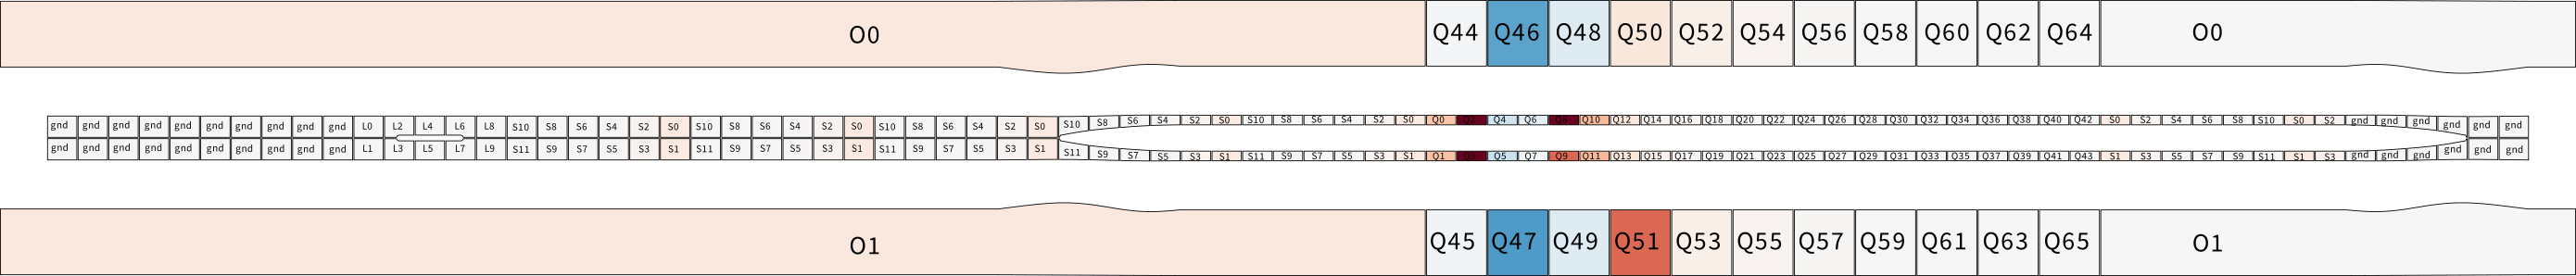 O0 Q44 Q46 Q48 Q50 Q52 Q54 Q56 Q58 Q60 Q62 Q64 O0
gnd gnd gnd gnd gnd gnd gnd gnd gnd gnd L0 L2 L4 L6 L8 S10 S8 S6 S4 S2 S0 S10 S8 S6 S4 S2 S0 S10 S8 S6 S4 S2 S0 S10 S8 S6 S4 S2 S0 S10 S8 S6 S4 S2 S0 Q0 Q2 Q4 Q6 Q8 Q10 Q12 Q14 Q16 Q18 Q20 Q22 Q24 Q26 Q28 Q30 Q32 Q34 Q36 Q38 Q40 Q42 S0 S2 S4 S6 S8 S10 S0 S2 gnd gnd gnd gnd gnd gnd
gnd gnd gnd gnd gnd gnd gnd gnd gnd gnd L1 L3 L5 L7 L9 S11 S9 S7 S5 S3 S1 S11 S9 S7 S5 S3 S1 S11 S9 S7 S5 S3 S1 S11 S9 S7 S5 S3 S1 S11 S9 S7 S5 S3 S1 Q1 Q3 Q5 Q7 Q9 Q11 Q13 Q15 Q17 Q19 Q21 Q23 Q25 Q27 Q29 Q31 Q33 Q35 Q37 Q39 Q41 Q43 S1 S3 S5 S7 S9 S11 S1 S3 gnd gnd gnd gnd gnd gnd
O1 Q45 Q47 Q49 Q51 Q53 Q55 Q57 Q59 Q61 Q63 Q65 O1